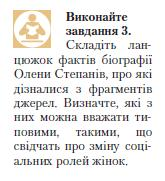 Виконайте
завдання 3.
Складіть лан-
цюжок фактів біографії
Олени Степанів, про які
дізналися з фрагментів
джерел. Визначте, які з
них можна вважати ти-
повими, такими, що
свідчать про зміну соці-
альних ролей жінок.